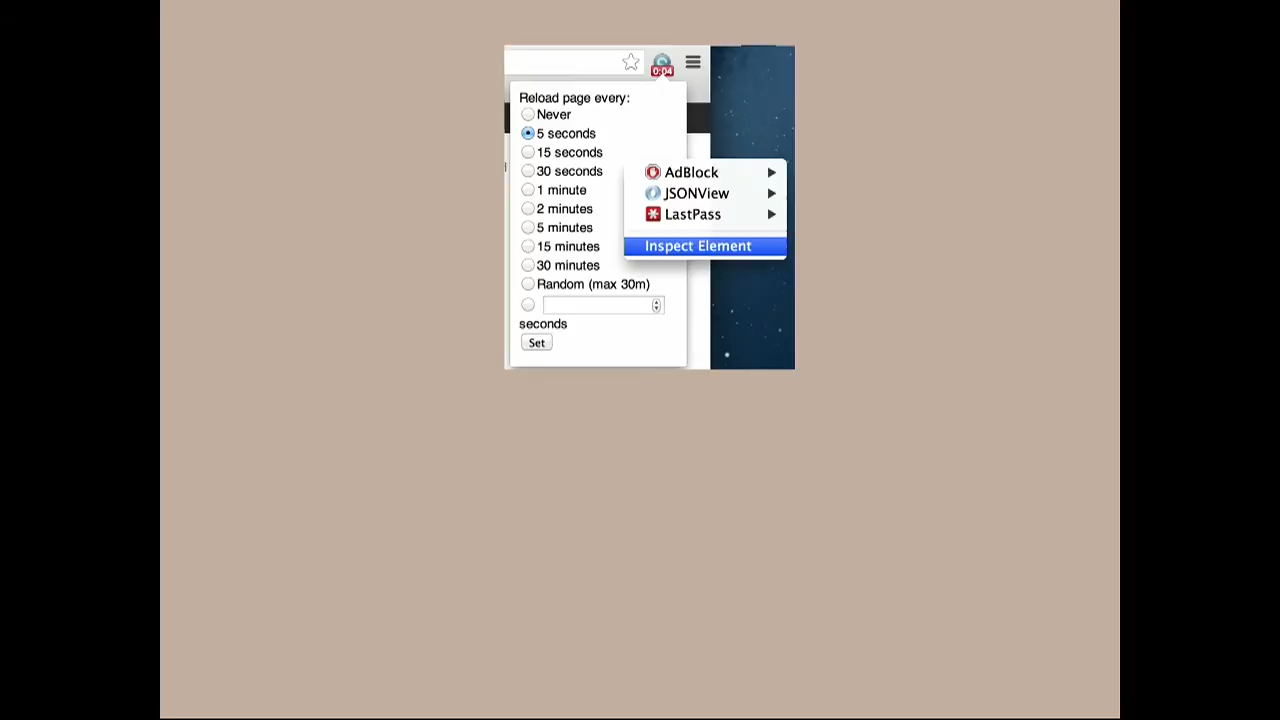 0:04
Reload page every:
Never
5 seconds
15 seconds
30 seconds
1 minute
2 minutes
5 minutes
15 minutes
30 minutes
Random (max 30m)
seconds
Set
AdBlock
JSONView
LastPass
Inspect Element